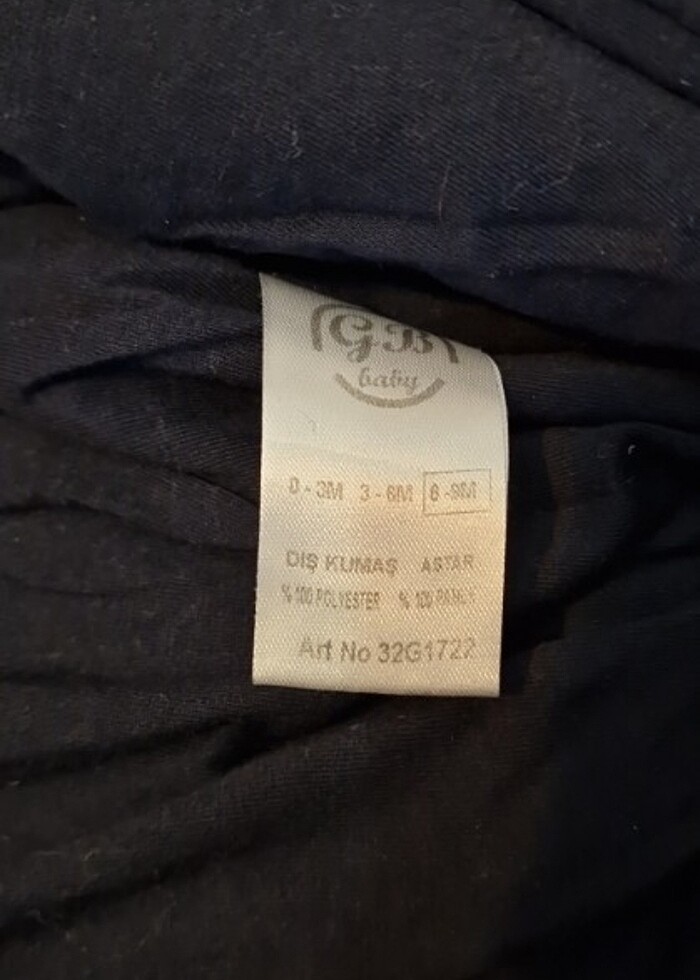 GB
baby
0-3M 3-6M 6-9M
DIŞ KUMAŞ ASTAR
%100 POLYESTER %100 PAMUK
Art No 32G1722